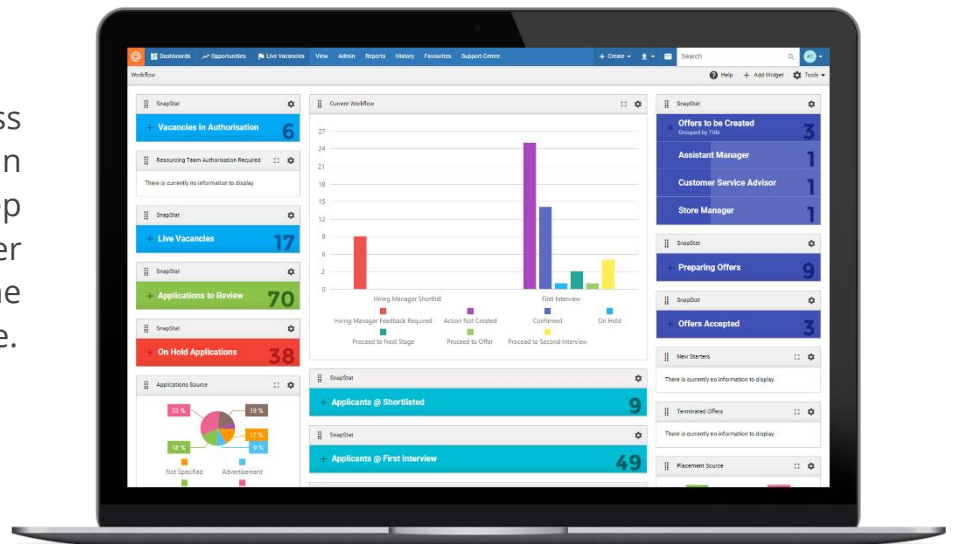 ss
n
ep
er
ne
e.
Dashboards Opportunities Live Vacancies View Admin Reports History Favourites Support Centre + Create Search
Workflow Help + Add Widget Tools
SnapStat
+ Vacancies in Authorisation 6
Resourcing Team Authorisation Required
There is currently no information to display.
SnapStat
+ Live Vacancies 17
SnapStat
+ Applications to Review 70
SnapStat
+ On Hold Applications 38
Applications Source
33 % 19 %
17 %
18 % 9 %
Not Specified Advertisement
Current Workflow
27
24
21
18
15
12
9
6
3
0
Hiring Manager Shortlist First Interview
Hiring Manager Feedback Required Action Not Created Confirmed On Hold
Proceed to Next Stage Proceed to Offer Proceed to Second Interview
SnapStat
+ Applicants @ Shortlisted 9
SnapStat
+ Applicants @ First Interview 49
SnapStat
Offers to be Created 3
Grouped by Title
Assistant Manager 1
Customer Service Advisor 1
Store Manager 1
SnapStat
+ Preparing Offers 9
SnapStat
+ Offers Accepted 3
New Starters
There is currently no information to display.
Terminated Offers
There is currently no information to display.
Placement Source